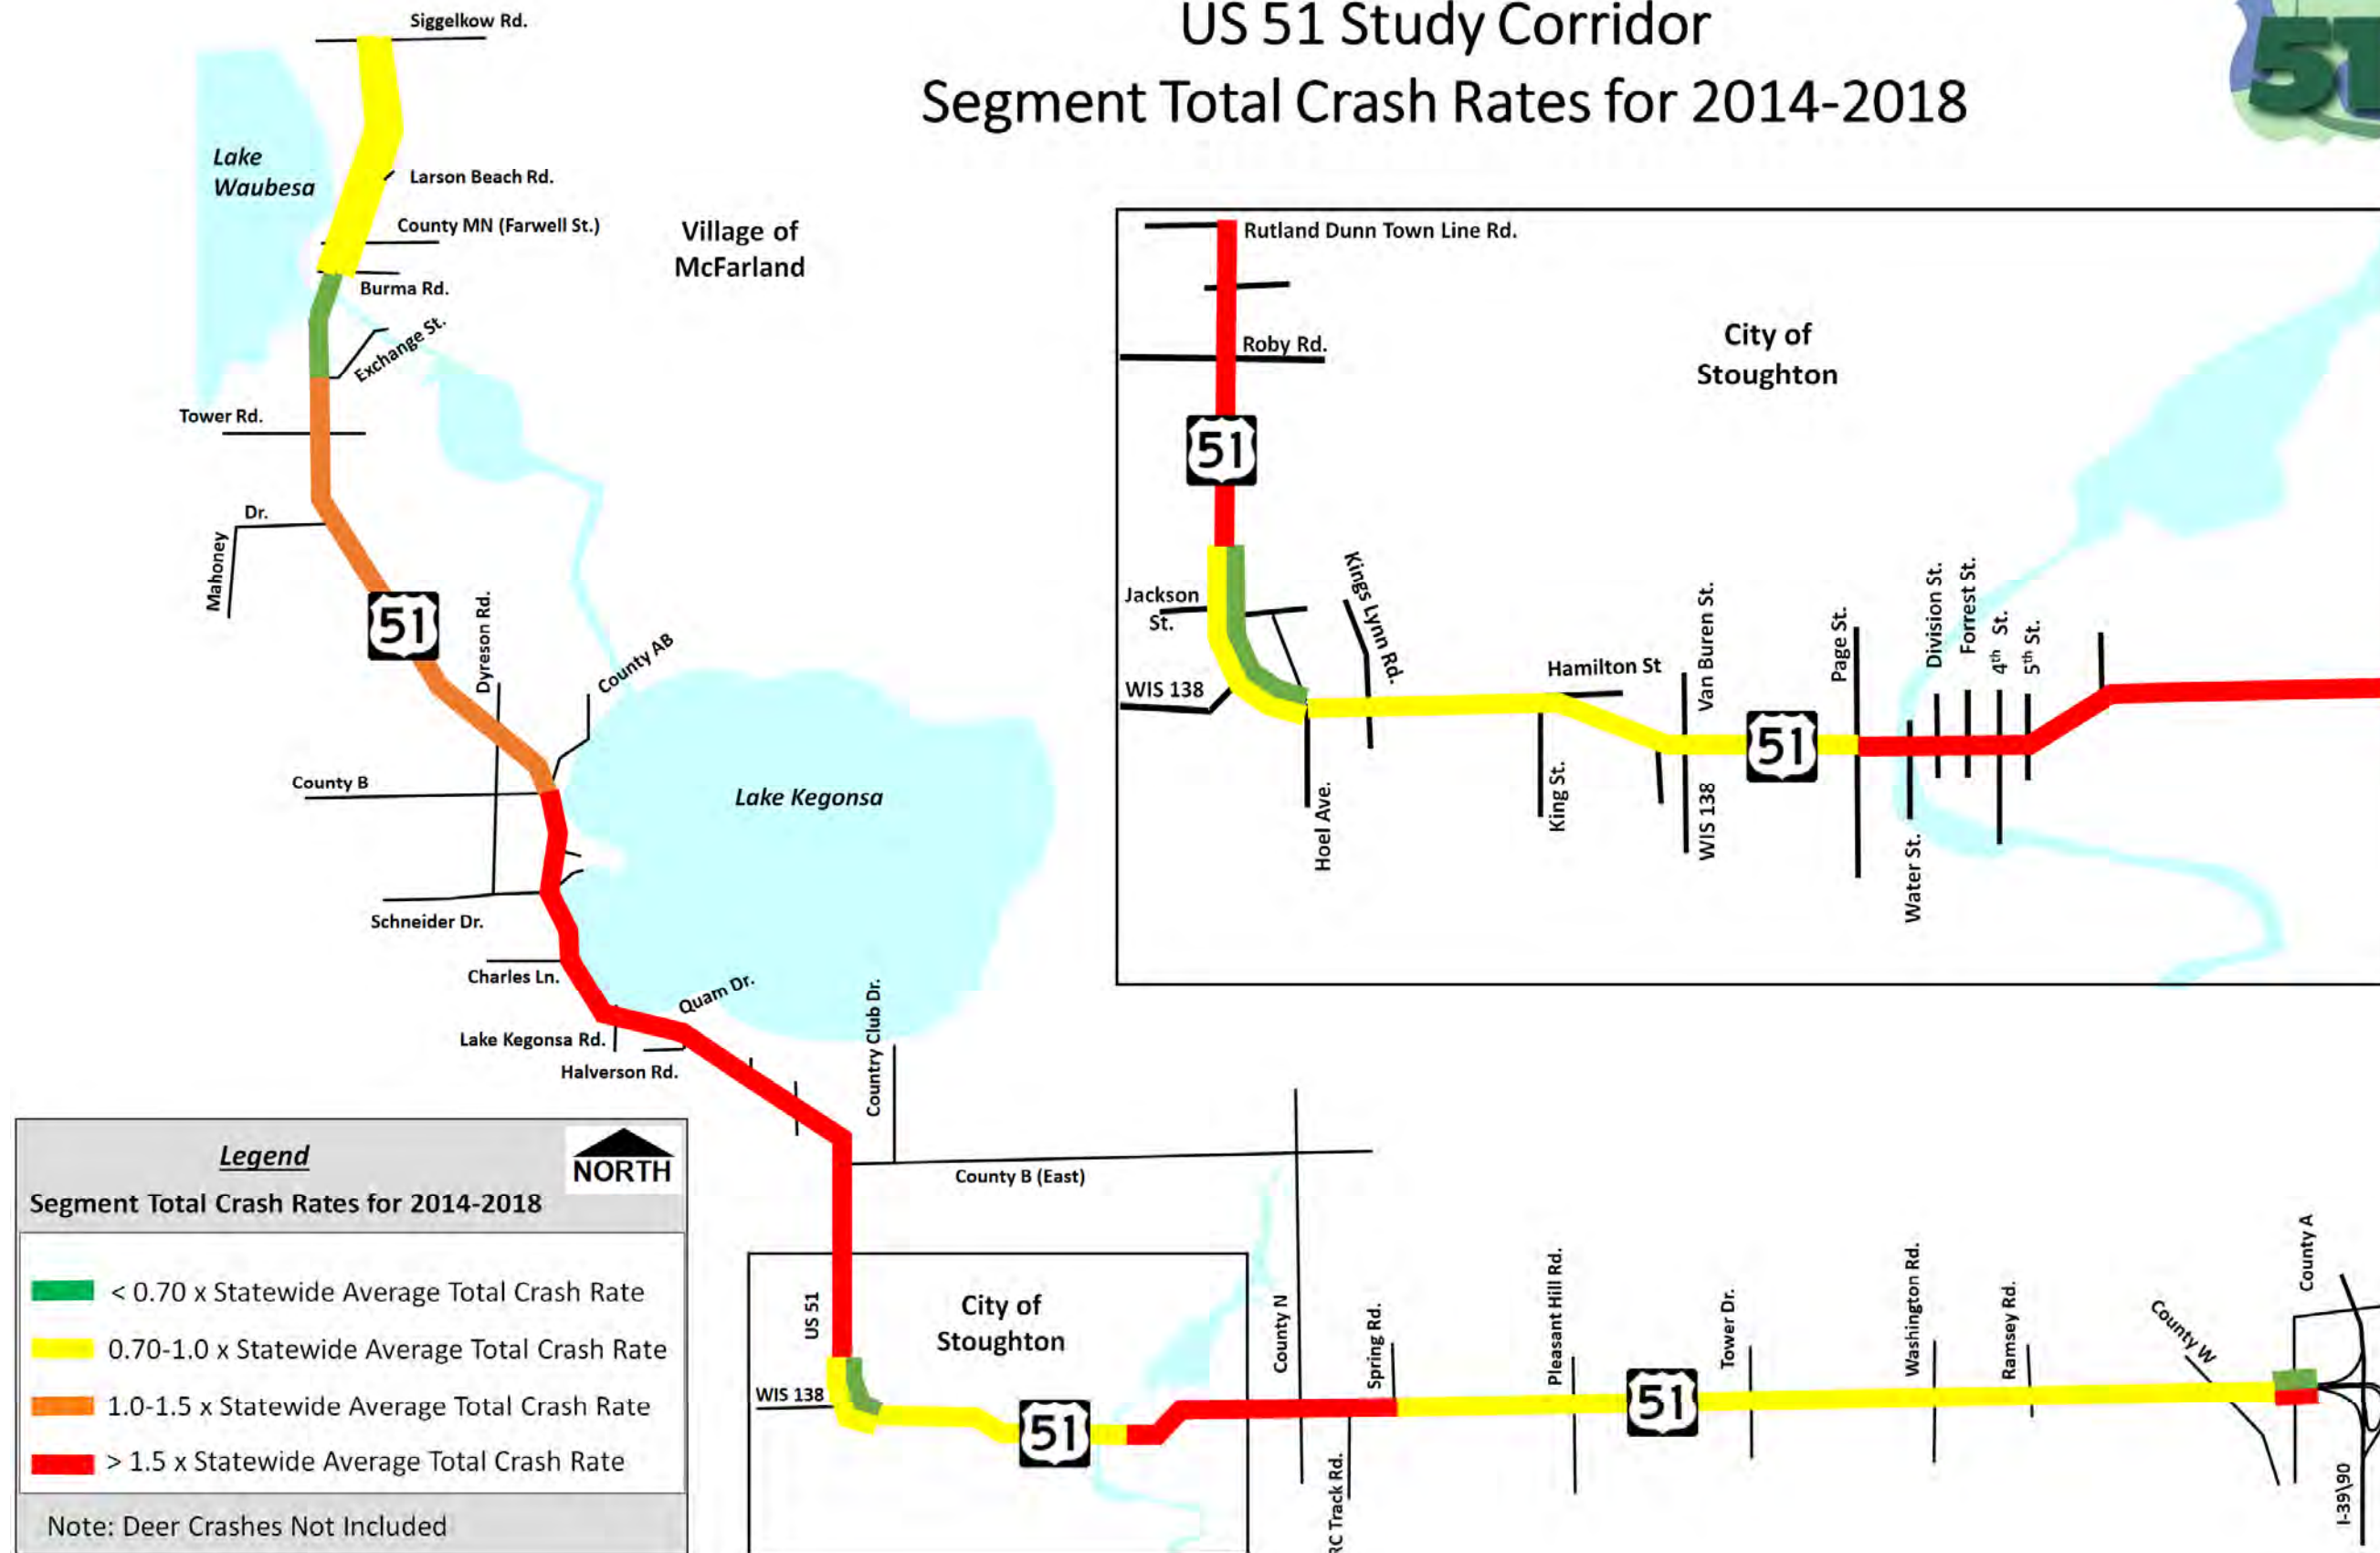 US 51 Study Corridor
Segment Total Crash Rates for 2014-2018
51
Siggelkow Rd.
Lake
Waubesa
Larson Beach Rd.
County MN (Farwell St.)
Village of
McFarland
Burma Rd.
Exchange St.
Tower Rd.
Dr.
Mahoney
51
Dyreson Rd.
County AB
County B
Lake Kegonsa
Schneider Dr.
Charles Ln.
Quam Dr.
Lake Kegonsa Rd.
Halverson Rd.
Country Club Dr.
County B (East)
Rutland Dunn Town Line Rd.
Roby Rd.
City of
Stoughton
51
Jackson
St.
Kings Lynn Rd.
WIS 138
Hoel Ave.
Hamilton St
King St.
Van Buren St.
WIS 138
51
Page St.
Water St.
Division St.
Forrest St.
4th St.
5th St.
Legend
NORTH
Segment Total Crash Rates for 2014-2018
< 0.70 x Statewide Average Total Crash Rate
0.70-1.0 x Statewide Average Total Crash Rate
1.0-1.5 x Statewide Average Total Crash Rate
> 1.5 x Statewide Average Total Crash Rate
Note: Deer Crashes Not Included
US 51
City of
Stoughton
WIS 138
51
County N
Spring Rd.
RC Track Rd.
Pleasant Hill Rd.
51
Tower Dr.
Washington Rd.
Ramsey Rd.
County W
County A
I-39\90